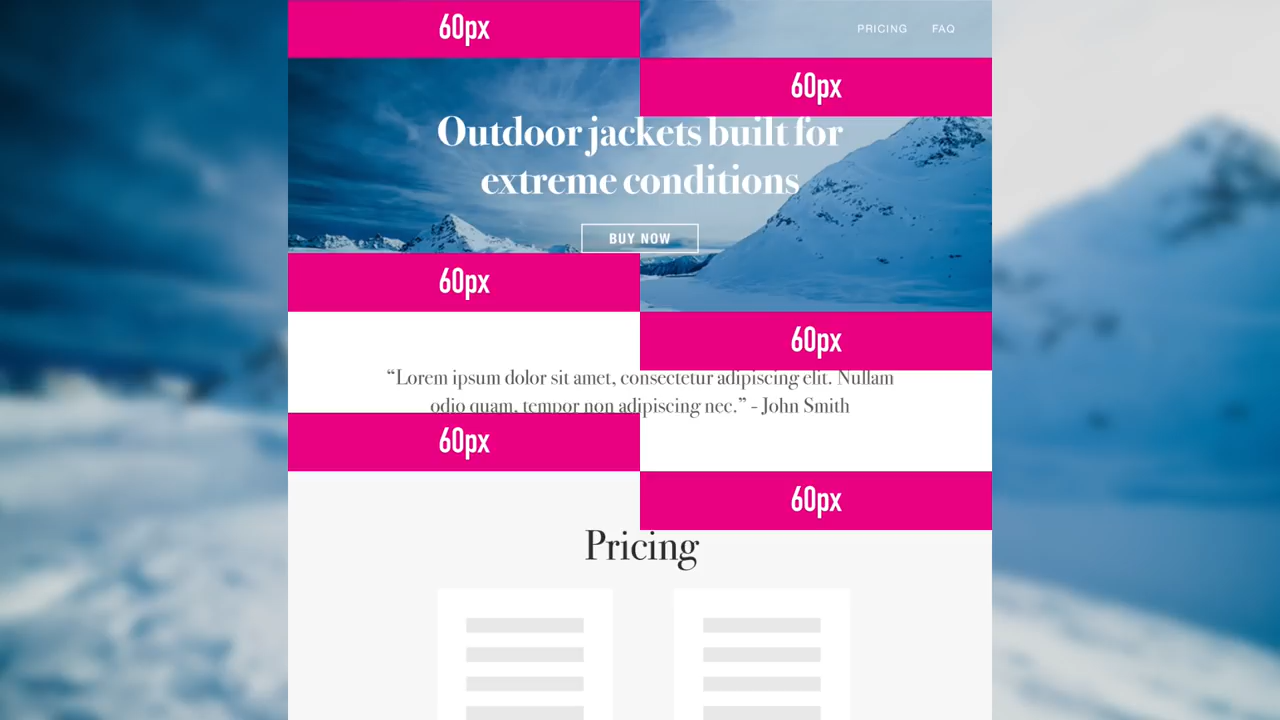 60px
PRICING FAQ
60px
Outdoor jackets built for
extreme conditions
BUY NOW
60px
60px
“Lorem ipsum dolor sit amet, consectetur adipiscing elit. Nullam
odio quam, tempor non adipiscing nec.” - John Smith
60px
60px
Pricing